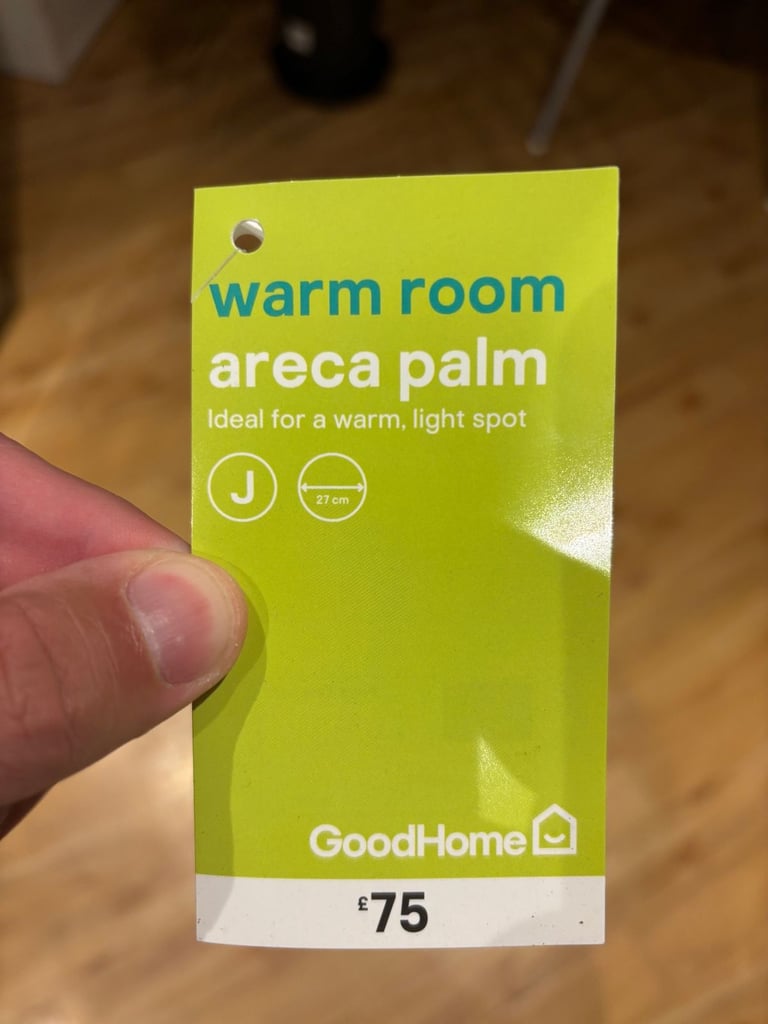 warm room
areca palm
Ideal for a warm, light spot
J
27 cm
GoodHome
£75